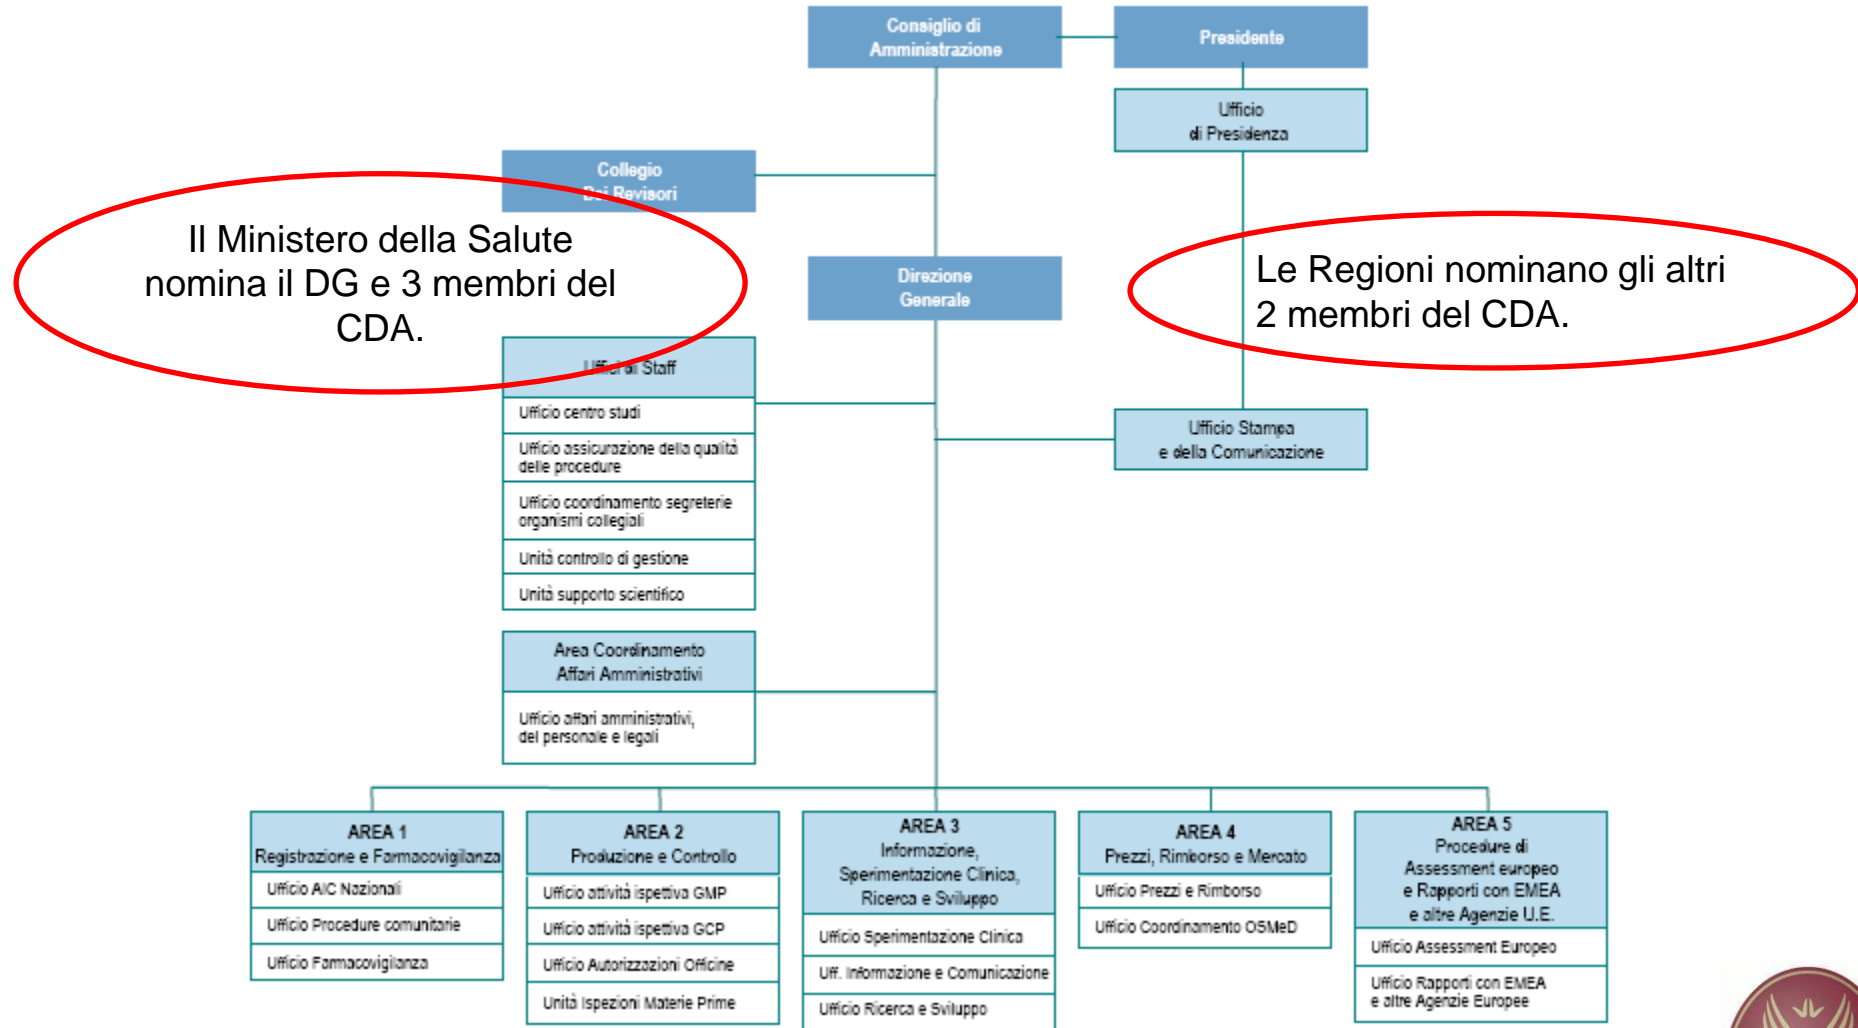 Consiglio di
Amministrazione
Presidente
Ufficio
di Presidenza
Collegio
Dei Revisori
Il Ministero della Salute
nomina il DG e 3 membri del
CDA.
Le Regioni nominano gli altri
2 membri del CDA.
Direzione
Generale
Uffici di Staff
Ufficio centro studi
Ufficio assicurazione della qualità
delle procedure
Ufficio coordinamento segreterie
organismi collegiali
Unità controllo di gestione
Unità supporto scientifico
Ufficio Stampa
e della Comunicazione
Area Coordinamento
Affari Amministrativi
Ufficio affari amministrativi,
del personale e legali
AREA 1
Registrazione e Farmacovigilanza
Ufficio AIC Nazionali
Ufficio Procedure comunitarie
Ufficio Farmacovigilanza
AREA 2
Produzione e Controllo
Ufficio attività ispettiva GMP
Ufficio attività ispettiva GCP
Ufficio Autorizzazioni Officine
Unità Ispezioni Materie Prime
AREA 3
Informazione,
Sperimentazione Clinica,
Ricerca e Sviluppo
Ufficio Sperimentazione Clinica
Uff. Informazione e Comunicazione
Ufficio Ricerca e Sviluppo
AREA 4
Prezzi, Rimborso e Mercato
Ufficio Prezzi e Rimborso
Ufficio Coordinamento OSMeD
AREA 5
Procedure di
Assessment europeo
e Rapporti con EMEA
e altre Agenzie U.E.
Ufficio Assessment Europeo
Ufficio Rapporti con EMEA
e altre Agenzie Europee